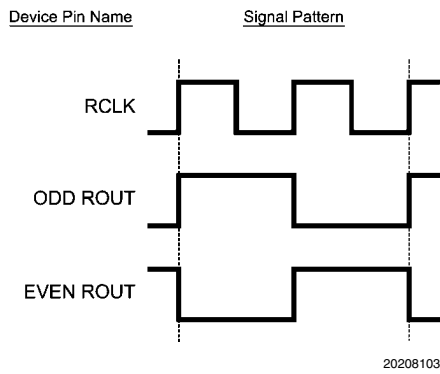 Device Pin Name
Signal Pattern
RCLK
ODD ROUT
EVEN ROUT
20208103